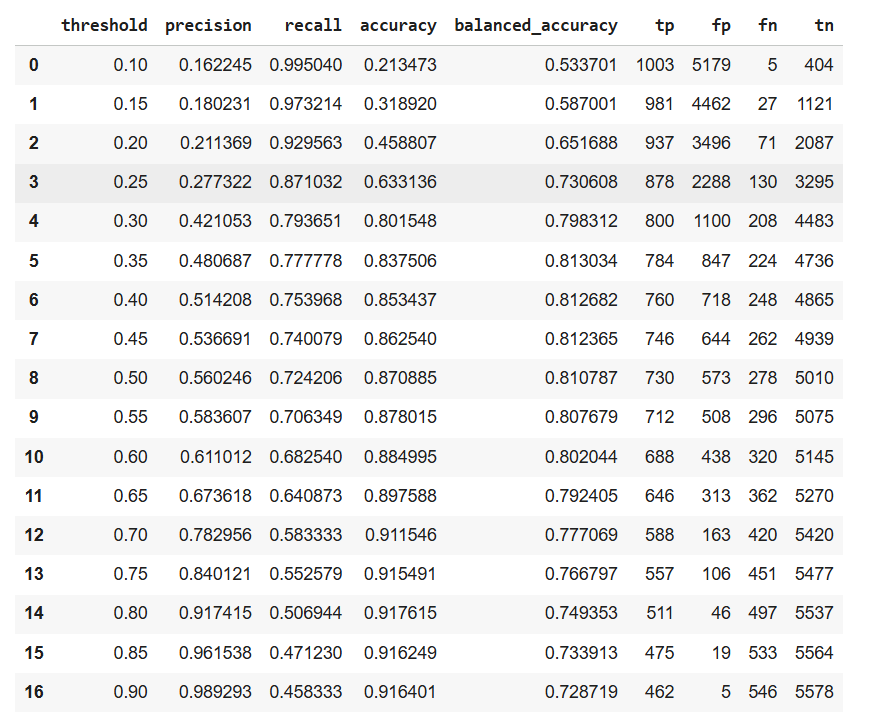 threshold precision recall accuracy balanced_accuracy tp fp fn tn
0 0.10 0.162245 0.995040 0.213473 0.533701 1003 5179 5 404
1 0.15 0.180231 0.973214 0.318920 0.587001 981 4462 27 1121
2 0.20 0.211369 0.929563 0.458807 0.651688 937 3496 71 2087
3 0.25 0.277322 0.871032 0.633136 0.730608 878 2288 130 3295
4 0.30 0.421053 0.793651 0.801548 0.798312 800 1100 208 4483
5 0.35 0.480687 0.777778 0.837506 0.813034 784 847 224 4736
6 0.40 0.514208 0.753968 0.853437 0.812682 760 718 248 4865
7 0.45 0.536691 0.740079 0.862540 0.812365 746 644 262 4939
8 0.50 0.560246 0.724206 0.870885 0.810787 730 573 278 5010
9 0.55 0.583607 0.706349 0.878015 0.807679 712 508 296 5075
10 0.60 0.611012 0.682540 0.884995 0.802044 688 438 320 5145
11 0.65 0.673618 0.640873 0.897588 0.792405 646 313 362 5270
12 0.70 0.782956 0.583333 0.911546 0.777069 588 163 420 5420
13 0.75 0.840121 0.552579 0.915491 0.766797 557 106 451 5477
14 0.80 0.917415 0.506944 0.917615 0.749353 511 46 497 5537
15 0.85 0.961538 0.471230 0.916249 0.733913 475 19 533 5564
16 0.90 0.989293 0.458333 0.916401 0.728719 462 5 546 5578